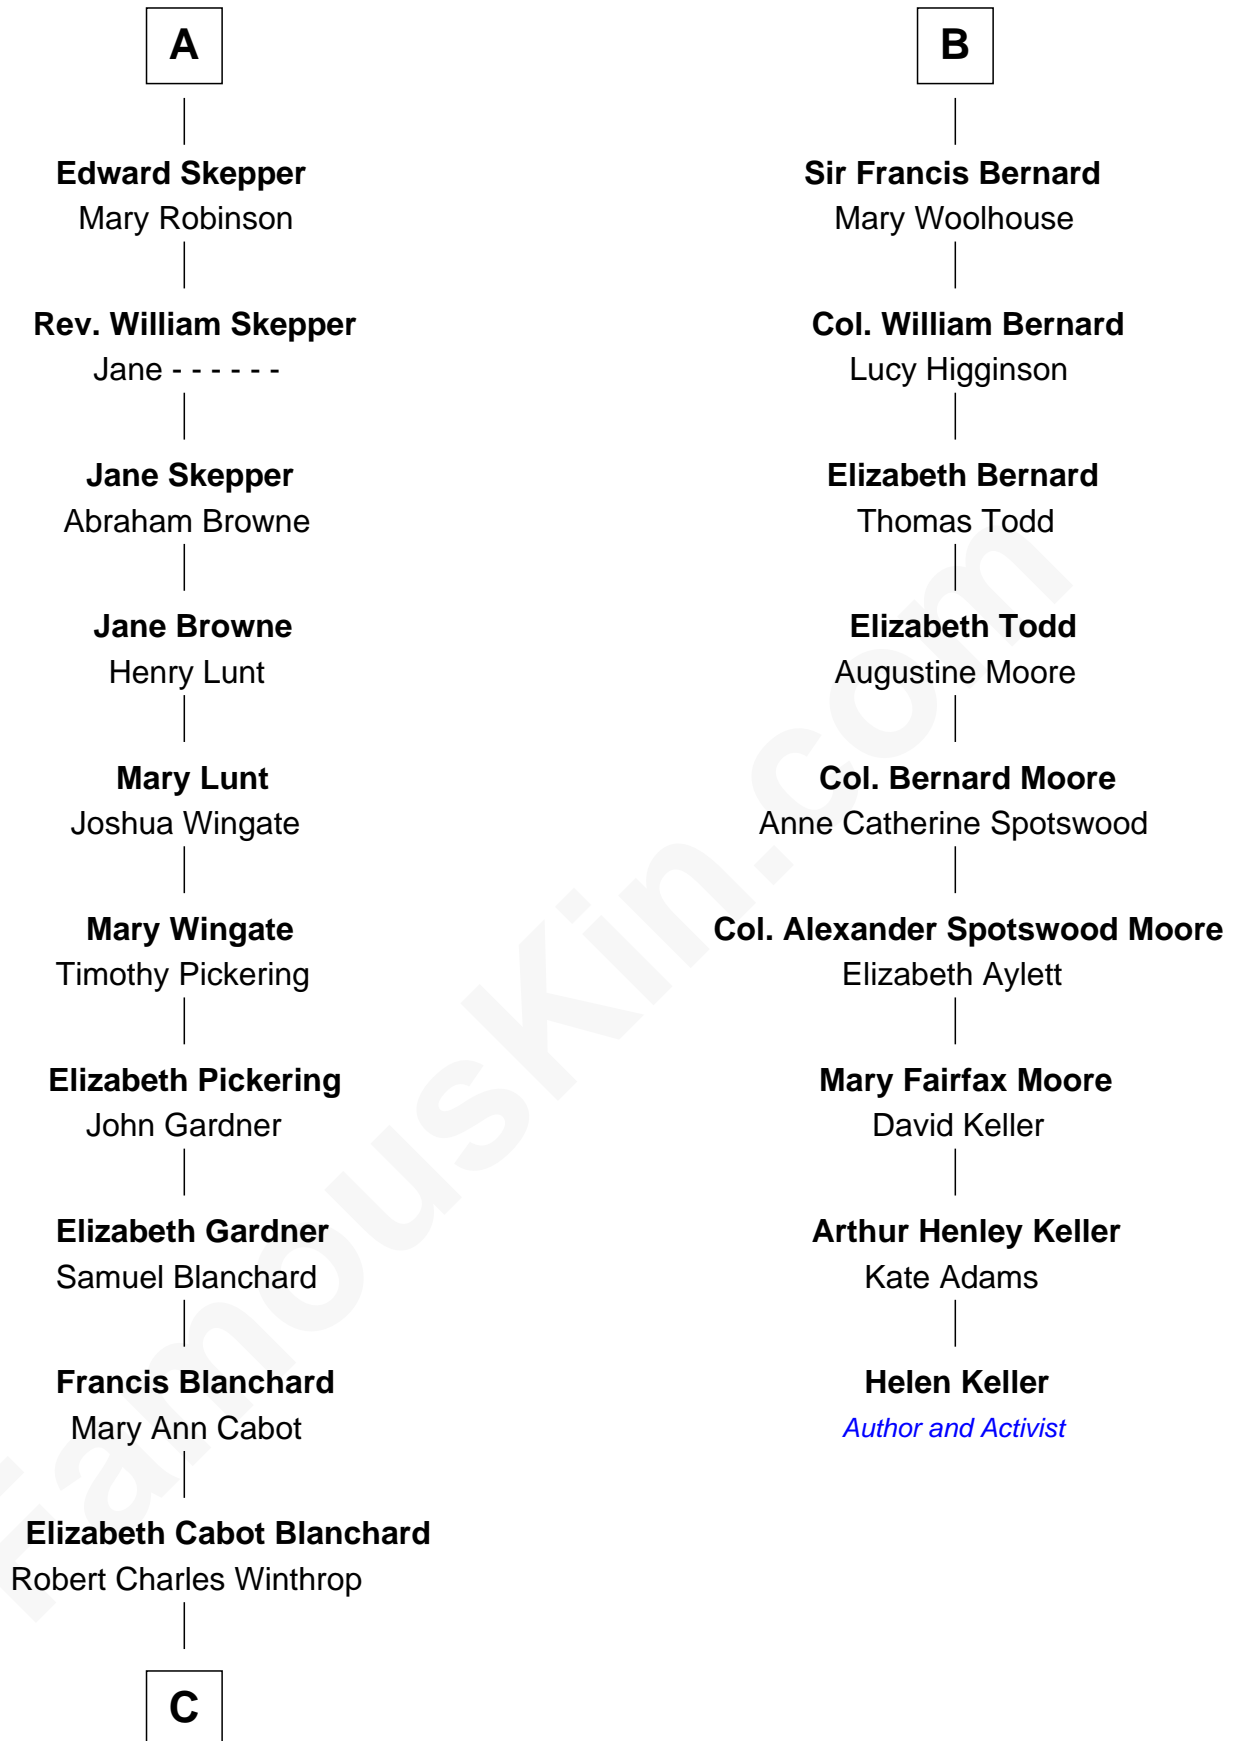 A
Edward Skepper
Mary Robinson
Rev. William Skepper
Jane - - - - - -
Jane Skepper
Abraham Browne
Jane Browne
Henry Lunt
Mary Lunt
Joshua Wingate
Mary Wingate
Timothy Pickering
Elizabeth Pickering
John Gardner
Elizabeth Gardner
Samuel Blanchard
Francis Blanchard
Mary Ann Cabot
Elizabeth Cabot Blanchard
Robert Charles Winthrop
C
B
Sir Francis Bernard
Mary Woolhouse
Col. William Bernard
Lucy Higginson
Elizabeth Bernard
Thomas Todd
Elizabeth Todd
Augustine Moore
Col. Bernard Moore
Anne Catherine Spotswood
Col. Alexander Spotswood Moore
Elizabeth Aylett
Mary Fairfax Moore
David Keller
Arthur Henley Keller
Kate Adams
Helen Keller
Author and Activist
FamousKin.com